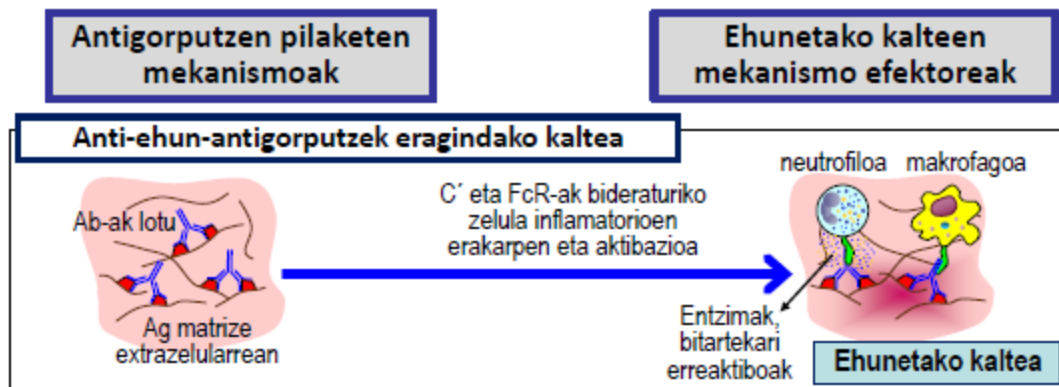 Antigorputzen pilaketen
mekanismoak
Ehunetako kalteen
mekanismo efektoreak
Anti-ehun-antigorputzek eragindako kaltea
Ab-ak lotu
Ag matrize
extrazelularrean
C´ eta FcR-ak bideraturiko
zelula inflamatorioen
erakarpen eta aktibazioa
neutrofiloa
makrofagoa
Entzimak,
bitartekari
erreaktiboak
Ehunetako kaltea